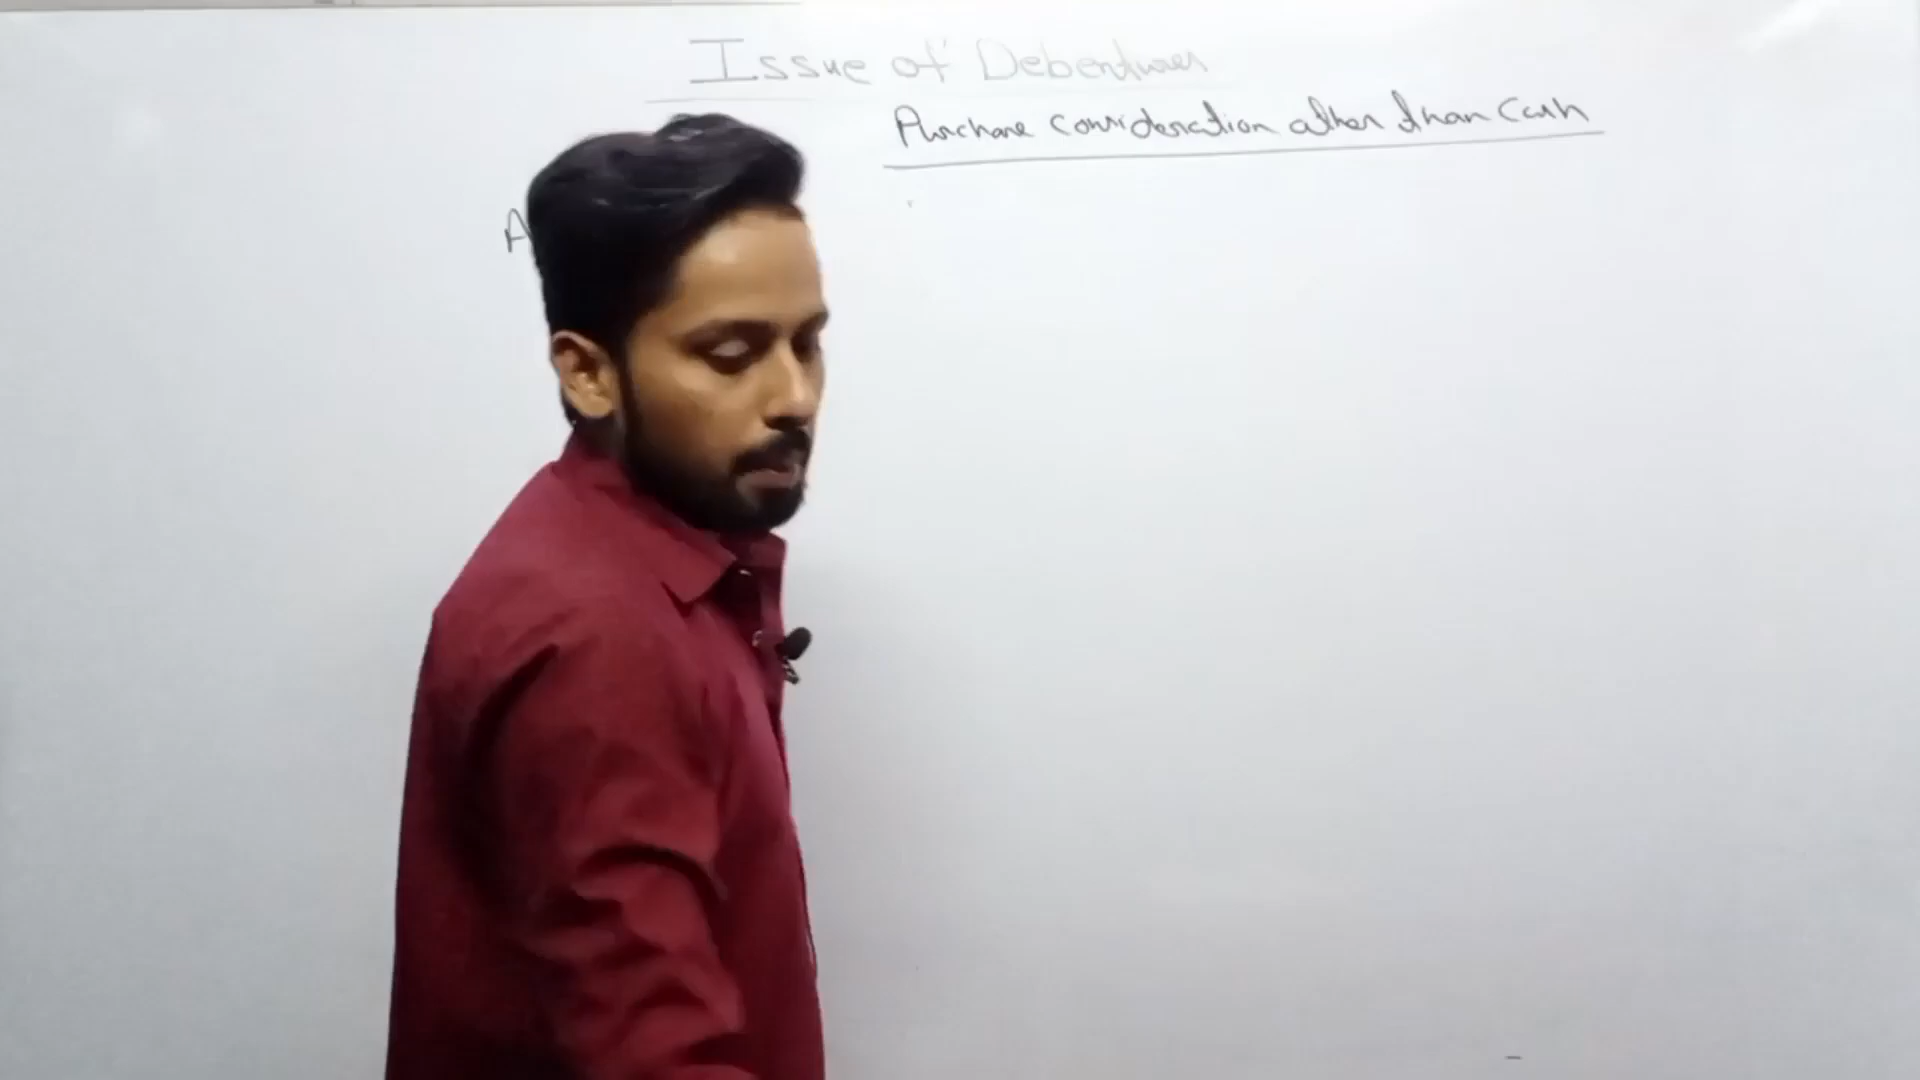 Issue of Debentures
Purchase consideration other than Cash
A